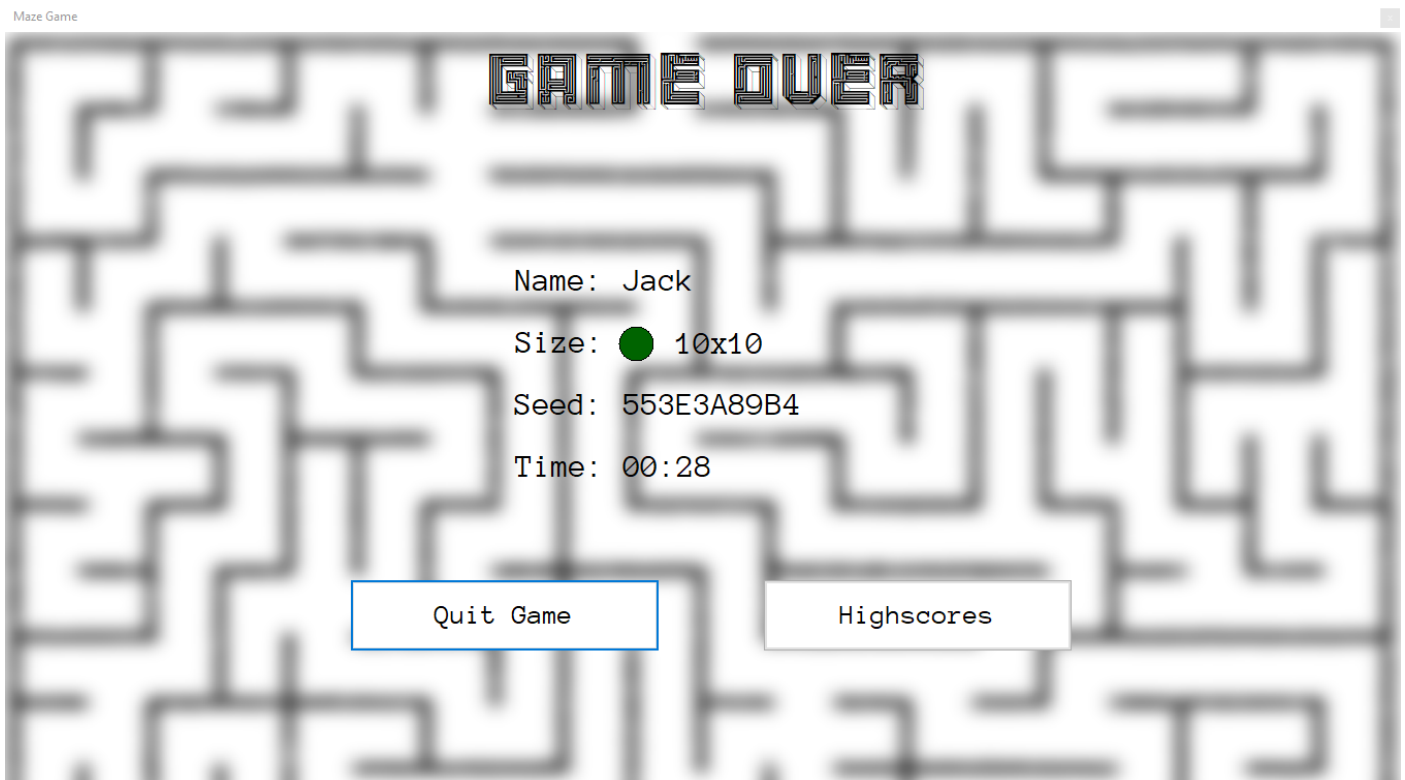 Maze Game
GAME OVER
Name: Jack
Size: 10x10
Seed: 553E3A89B4
Time: 00:28
Quit Game
Highscores